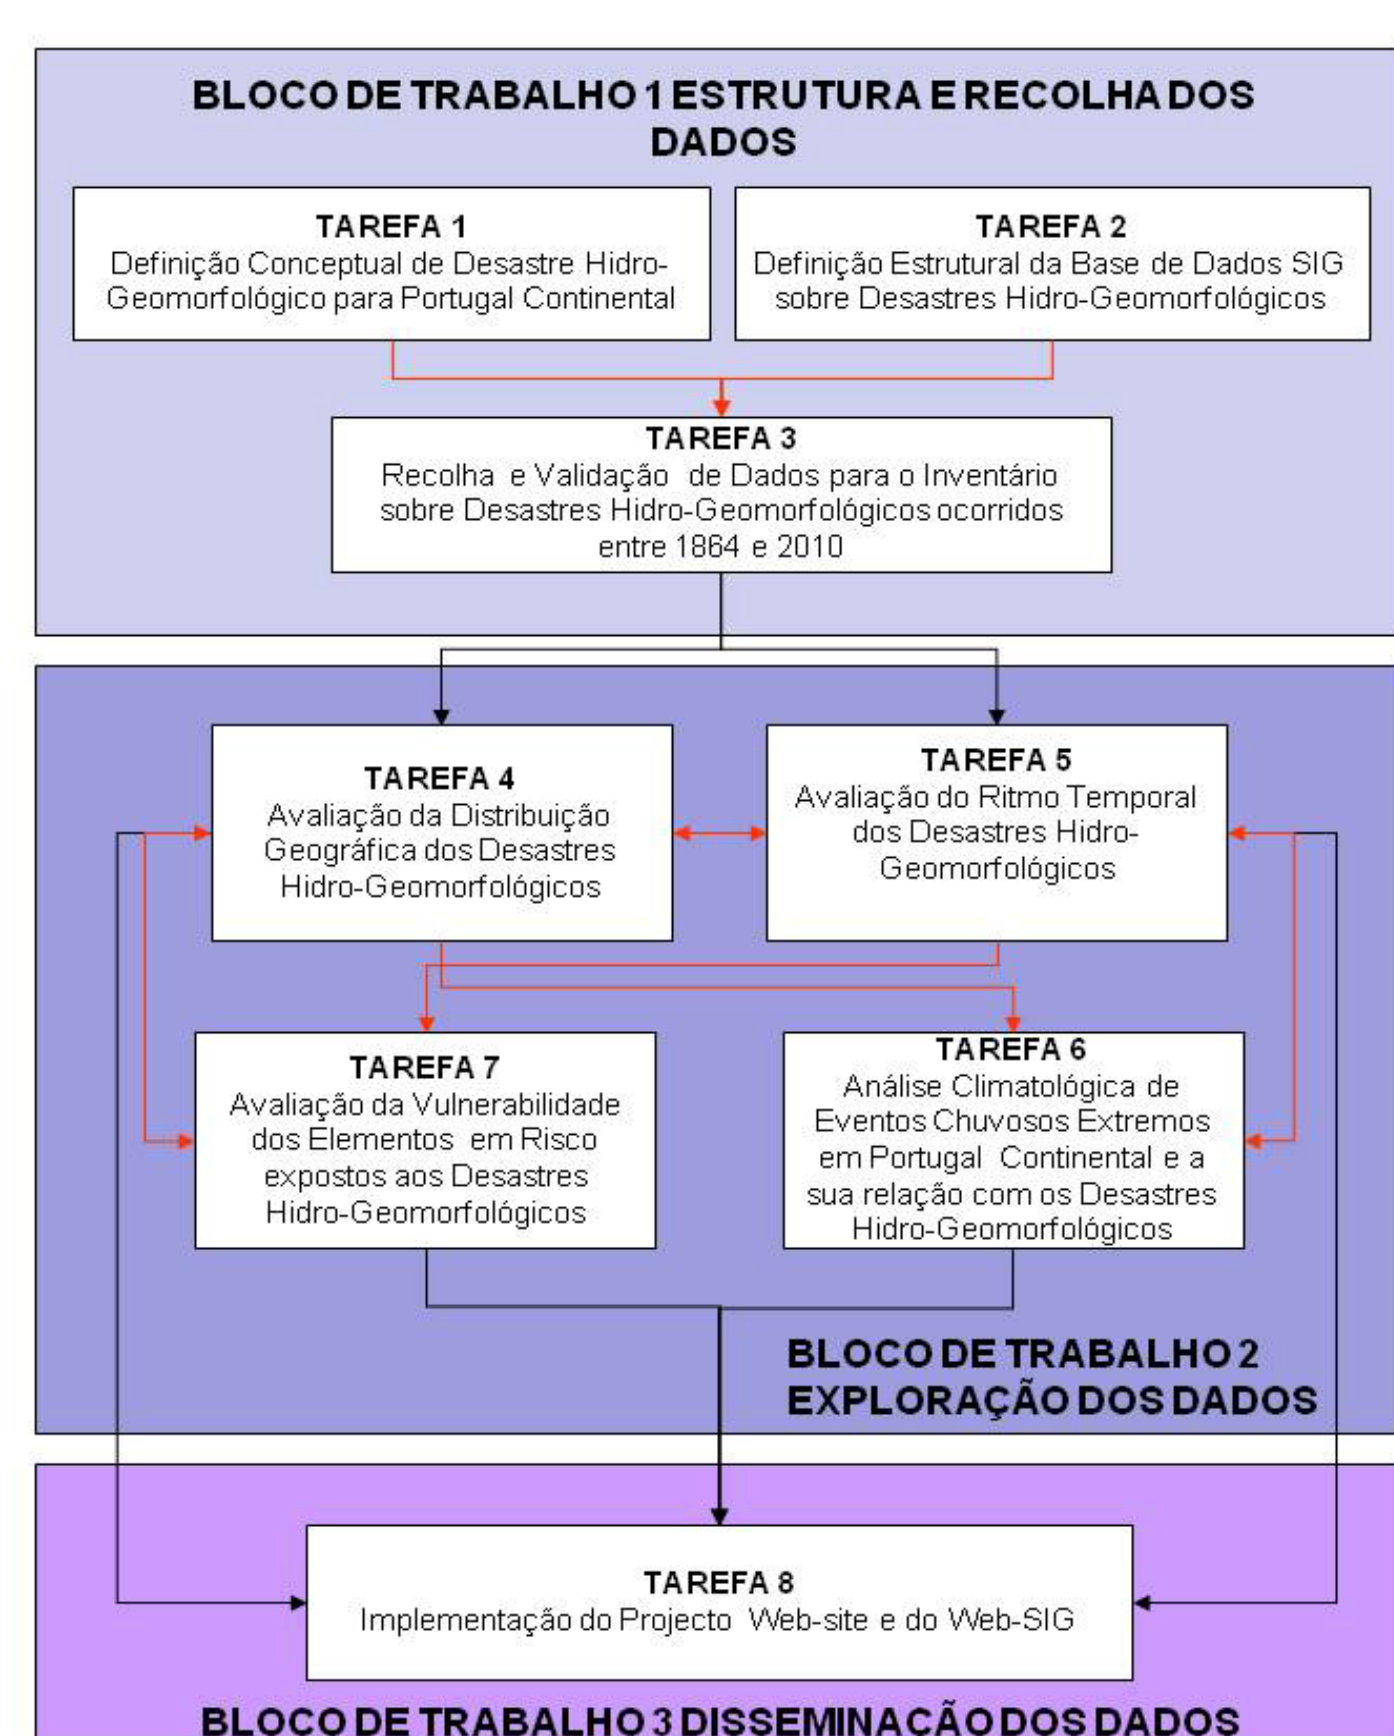 BLOCO DE TRABALHO 1 ESTRUTURA E RECOLHA DOS
DADOS
TAREFA 1
Definição Conceptual de Desastre Hidro-
Geomorfológico para Portugal Continental
TAREFA 2
Definição Estrutural da Base de Dados SIG
sobre Desastres Hidro-Geomorfológicos
TAREFA 3
Recolha e Validação de Dados para o Inventário
sobre Desastres Hidro-Geomorfológicos ocorridos
entre 1864 e 2010
TAREFA 4
Avaliação da Distribuição
Geográfica dos Desastres
Hidro-Geomorfológicos
TAREFA 5
Avaliação do Ritmo Temporal
dos Desastres Hidro-
Geomorfológicos
TAREFA 7
Avaliação da Vulnerabilidade
dos Elementos em Risco
expostos aos Desastres
Hidro-Geomorfológicos
TAREFA 6
Análise Climatológica de
Eventos Chuvosos Extremos
em Portugal Continental e a
sua relação com os Desastres
Hidro-Geomorfológicos
BLOCO DE TRABALHO 2
EXPLORAÇÃO DOS DADOS
TAREFA 8
Implementação do Projecto Web-site e do Web-SIG
BLOCO DE TRABALHO 3 DISSEMINAÇÃO DOS DADOS